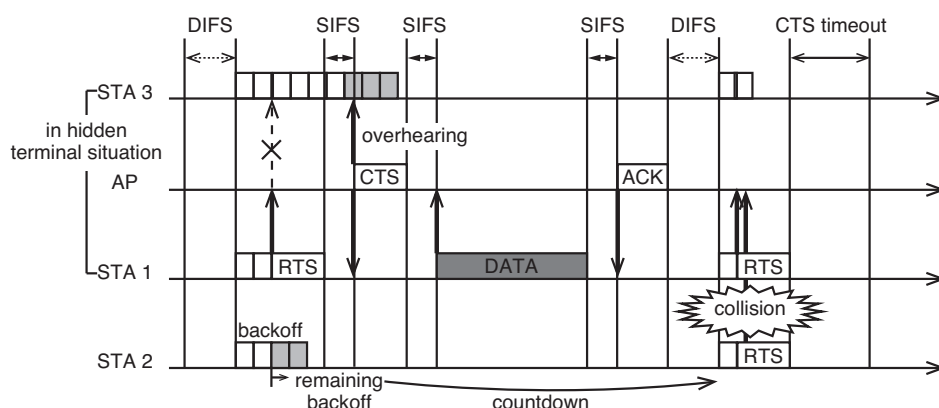 DIFS SIFS SIFS SIFS DIFS CTS timeout
STA 3
in hidden
terminal situation
overhearing
AP
CTS
ACK
STA 1
RTS
DATA
RTS
collision
backoff
STA 2
RTS
remaining
backoff
countdown